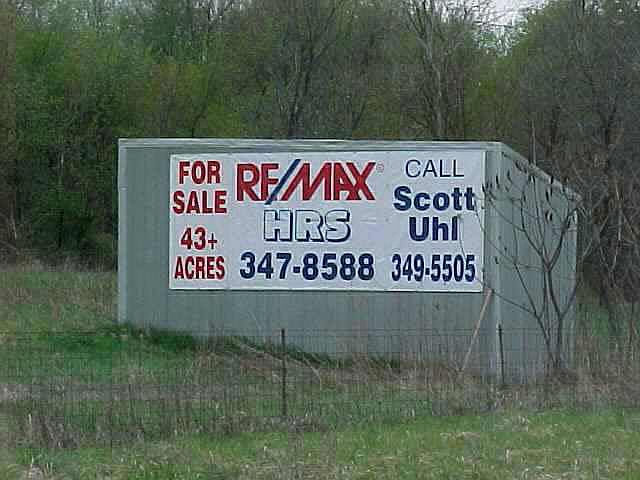 FOR
SALE
43+
ACRES
RE/MAX®
HRS
347-8588
CALL
Scott
Uhl
349-5505